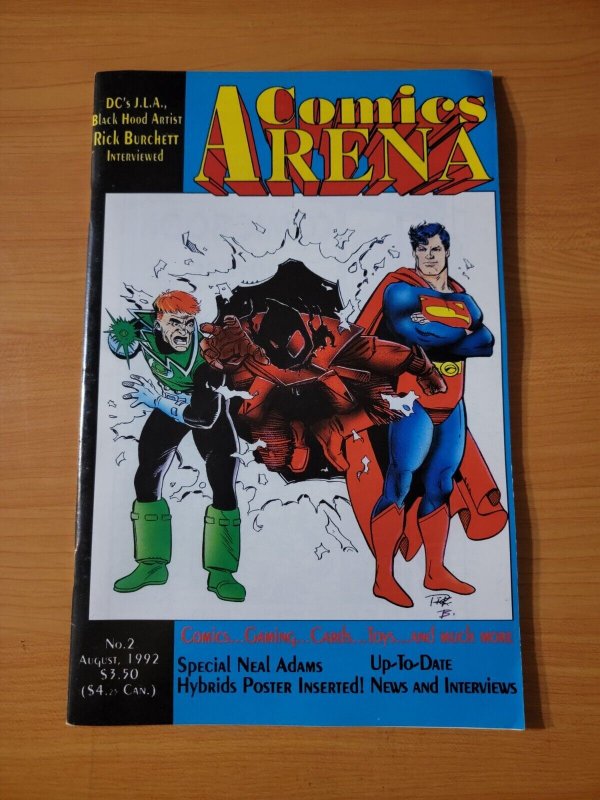 DC's J.L.A.,
Black Hood Artist
Rick Burchett
Interviewed
Comics
Arena
No.2
August, 1992
$3.50
($4.25 Can.)
Comics...Gaming...Cards...Toys...and much more
Special Neal Adams
Hybrids Poster Inserted!
Up-To-Date
News and Interviews